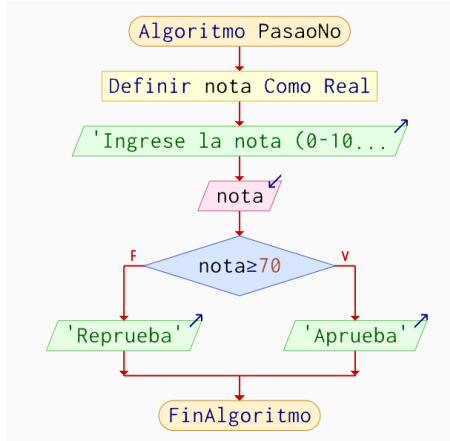 Algoritmo PasaoNo
Definir nota Como Real
'Ingrese la nota (0-10...
nota
nota≥70
F
V
'Reprueba'
'Aprueba'
FinAlgoritmo